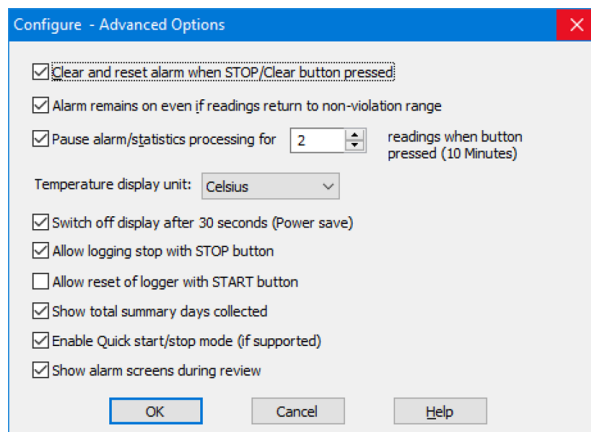 Configure - Advanced Options
Clear and reset alarm when STOP/Clear button pressed
Alarm remains on even if readings return to non-violation range
Pause alarm/statistics processing for 2 readings when button
pressed (10 Minutes)
Temperature display unit: Celsius
Switch off display after 30 seconds (Power save)
Allow logging stop with STOP button
Allow reset of logger with START button
Show total summary days collected
Enable Quick start/stop mode (if supported)
Show alarm screens during review
OK Cancel Help